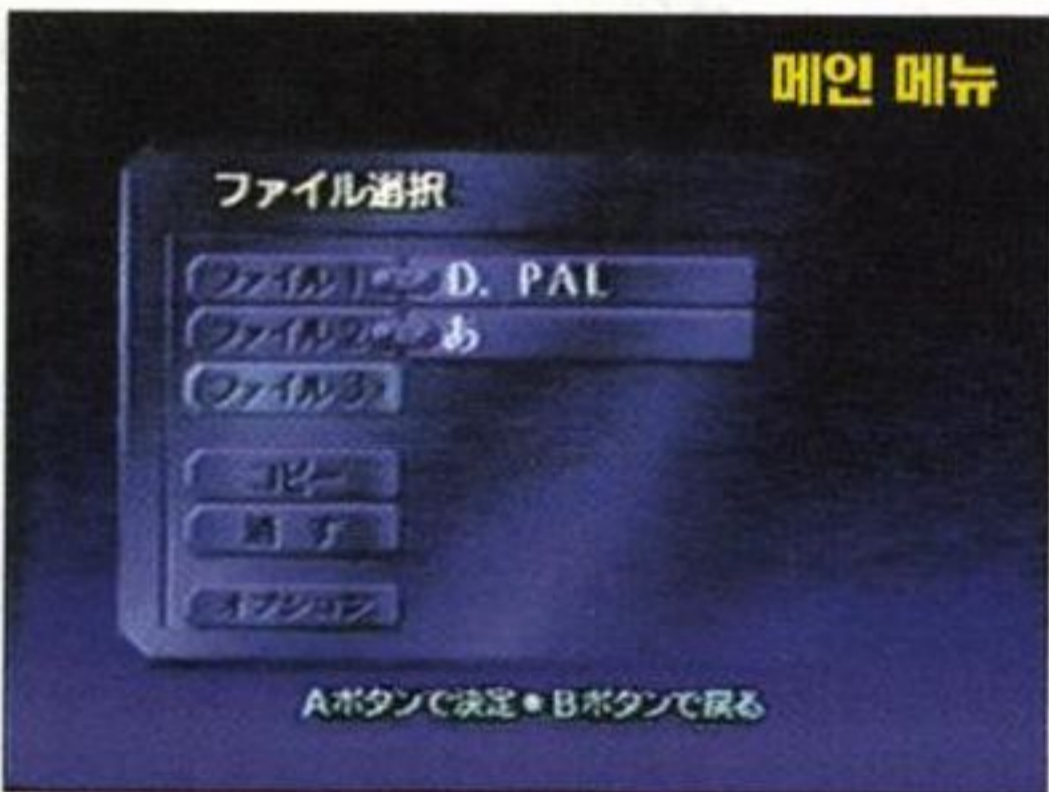 메인 메뉴
ファイル選択
ファイル1 D. PAL
ファイル2 あ
ファイル3
コピー
消す
オプション
Aボタンで決定●Bボタンで戻る